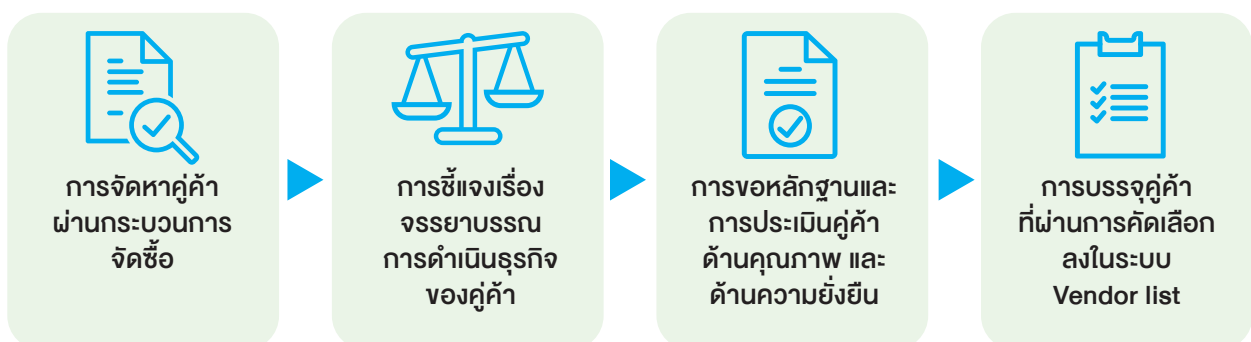 การจัดหาคู่ค้า
ผ่านกระบวนการ
จัดซื้อ
การชี้แจงเรื่อง
จรรยาบรรณ
การดำเนินธุรกิจ
ของคู่ค้า
การขอหลักฐานและ
การประเมินคู่ค้า
ด้านคุณภาพ และ
ด้านความยั่งยืน
การบรรจุคู่ค้า
ที่ผ่านการคัดเลือก
ลงในระบบ
Vendor list